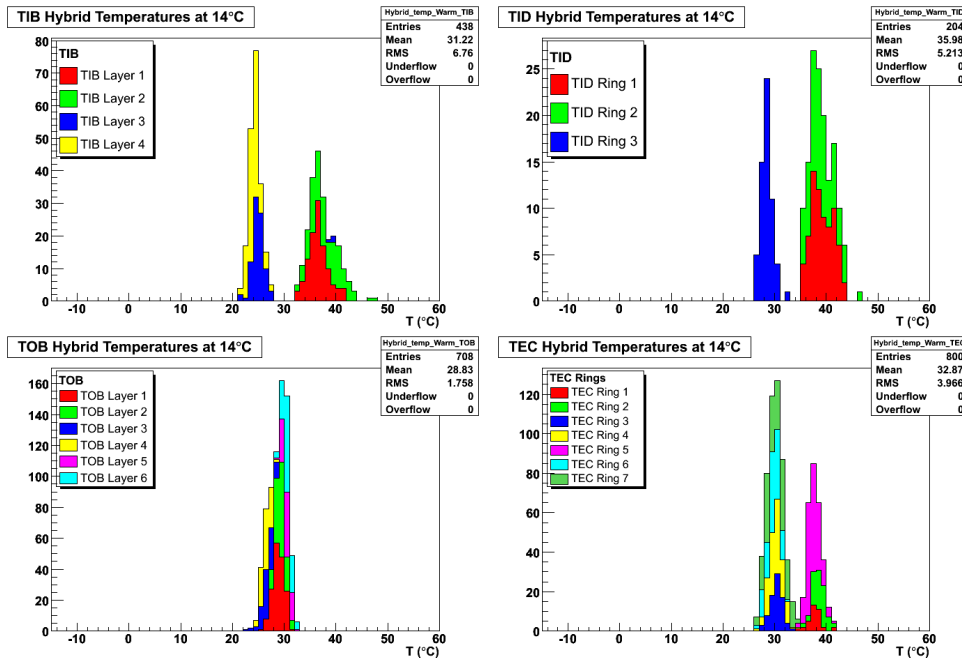 TIB Hybrid Temperatures at 14°C
Hybrid_temp_Warm_TIB
Entries 438
Mean 31.22
RMS 6.76
Underflow 0
Overflow 0
TIB
TIB Layer 1
TIB Layer 2
TIB Layer 3
TIB Layer 4
80
70
60
50
40
30
20
10
0
-10 0 10 20 30 40 50 60
T (°C)
TID Hybrid Temperatures at 14°C
Hybrid_temp_Warm_TID
Entries 204
Mean 35.98
RMS 5.213
Underflow 0
Overflow 0
TID
TID Ring 1
TID Ring 2
TID Ring 3
25
20
15
10
5
0
-10 0 10 20 30 40 50 60
T (°C)
TOB Hybrid Temperatures at 14°C
Hybrid_temp_Warm_TOB
Entries 708
Mean 28.83
RMS 1.758
Underflow 0
Overflow 0
TOB
TOB Layer 1
TOB Layer 2
TOB Layer 3
TOB Layer 4
TOB Layer 5
TOB Layer 6
160
140
120
100
80
60
40
20
0
-10 0 10 20 30 40 50 60
T (°C)
TEC Hybrid Temperatures at 14°C
Hybrid_temp_Warm_TEC
Entries 800
Mean 32.87
RMS 3.966
Underflow 0
Overflow 0
TEC Rings
TEC Ring 1
TEC Ring 2
TEC Ring 3
TEC Ring 4
TEC Ring 5
TEC Ring 6
TEC Ring 7
120
100
80
60
40
20
0
-10 0 10 20 30 40 50 60
T (°C)